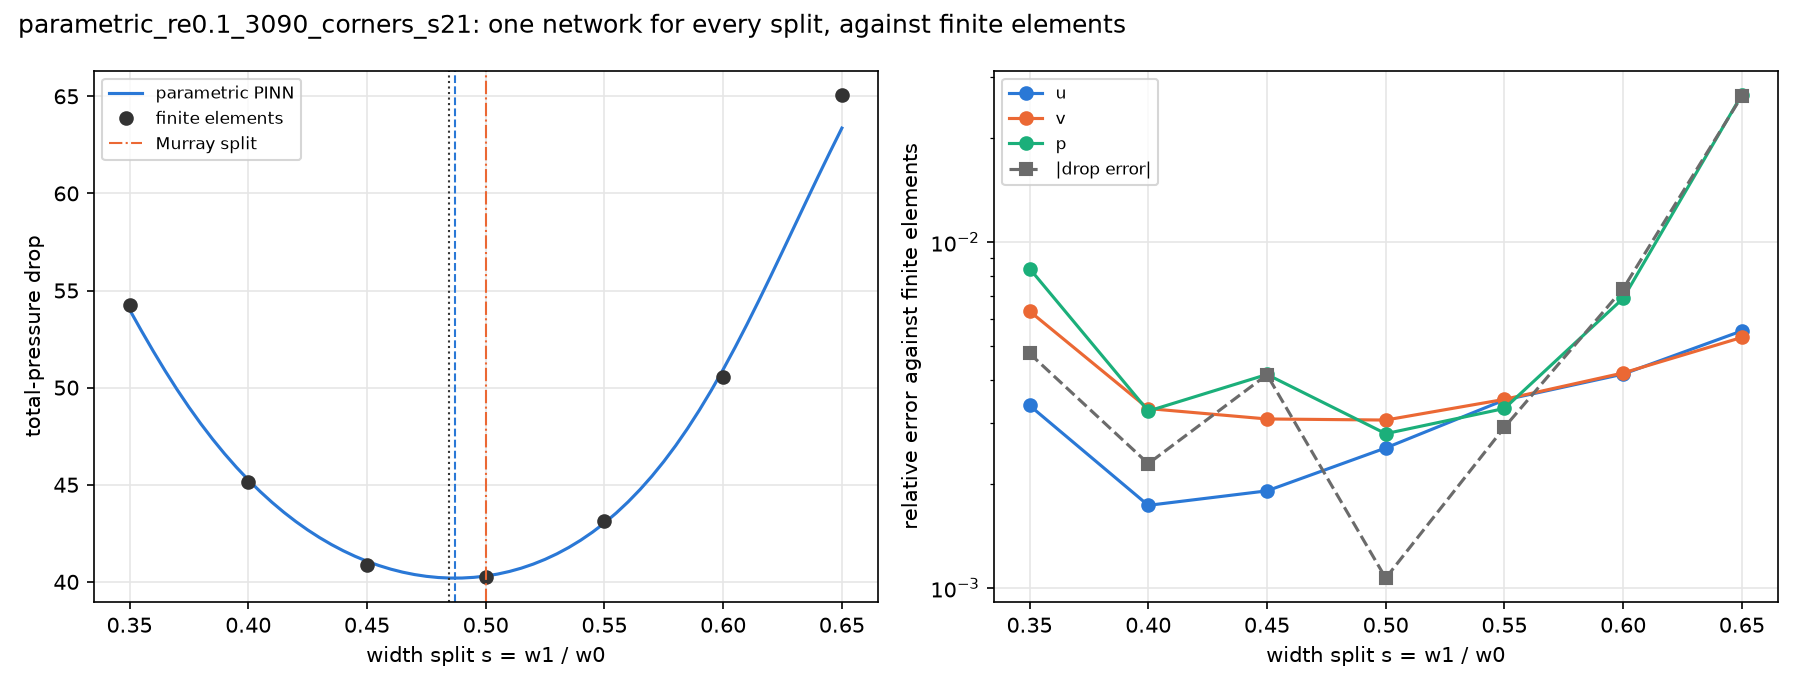 parametric_re0.1_3090_corners_s21: one network for every split, against finite elements
parametric PINN
finite elements
Murray split
total-pressure drop
65
60
55
50
45
40
0.35 0.40 0.45 0.50 0.55 0.60 0.65
width split s = w1 / w0
u
v
p
|drop error|
relative error against finite elements
10⁻²
10⁻³
0.35 0.40 0.45 0.50 0.55 0.60 0.65
width split s = w1 / w0